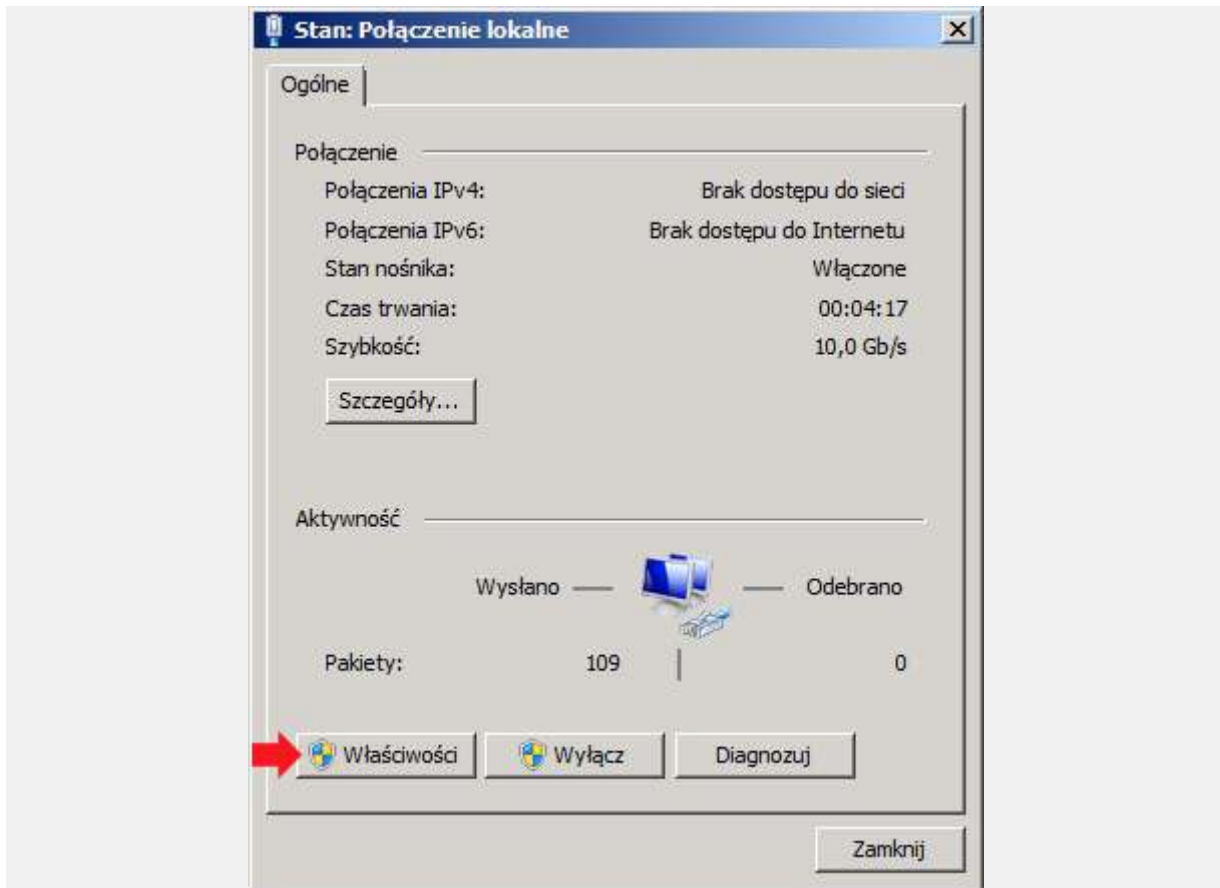 Stan: Połączenie lokalne
Ogólne
Połączenie
Połączenia IPv4: Brak dostępu do sieci
Połączenia IPv6: Brak dostępu do Internetu
Stan nośnika: Włączone
Czas trwania: 00:04:17
Szybkość: 10,0 Gb/s
Szczegóły...
Aktywność
Wysłano Odebrano
Pakiety: 109 0
Właściwości Wyłącz Diagnozuj
Zamknij